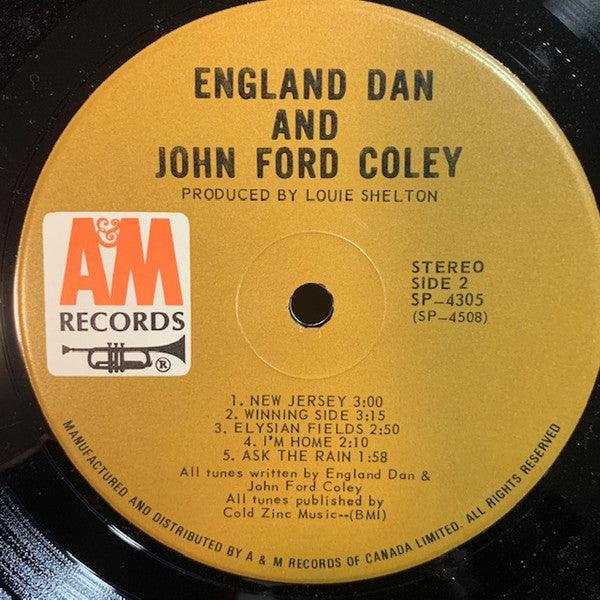 ENGLAND DAN
AND
JOHN FORD COLEY
PRODUCED BY LOUIE SHELTON
A&M
RECORDS
®
STEREO
SIDE 2
SP-4305
(SP-4508)
1. NEW JERSEY 3:00
2. WINNING SIDE 3:15
3. ELYSIAN FIELDS 2:50
4. I'M HOME 2:10
5. ASK THE RAIN 1:58
All tunes written by England Dan &
John Ford Coley
All tunes published by
Cold Zinc Music--(BMI)
MANUFACTURED AND DISTRIBUTED BY A & M RECORDS OF CANADA LIMITED. ALL RIGHTS RESERVED